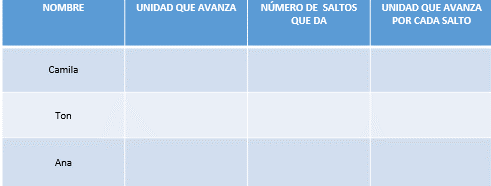 NOMBRE
UNIDAD QUE AVANZA
NÚMERO DE SALTOS
QUE DA
UNIDAD QUE AVANZA
POR CADA SALTO
Camila
Ton
Ana